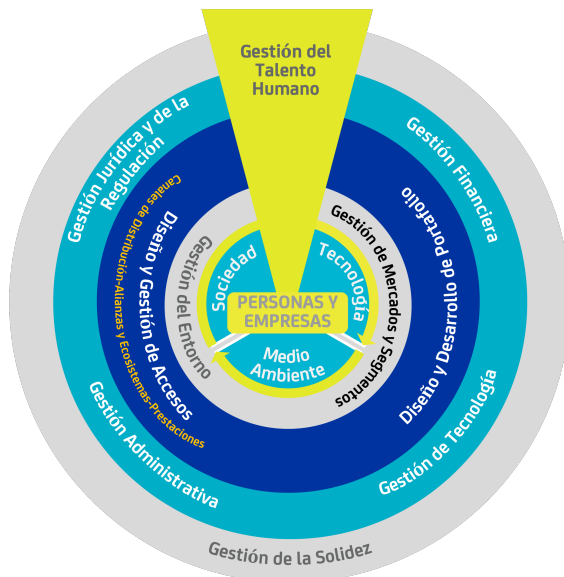 Gestión del
Talento
Humano
Gestión Jurídica y de la
Regulación
Gestión Financiera
Canales de Distribución-Alianzas y Ecosistemas-Prestaciones
Diseño y Gestión de Accesos
Diseño y Desarrollo de Portafolio
Gestión del Entorno
Gestión de Mercados y Segmentos
Sociedad
Tecnología
PERSONAS Y
EMPRESAS
Medio
Ambiente
Gestión Administrativa
Gestión de Tecnología
Gestión de la Solidez